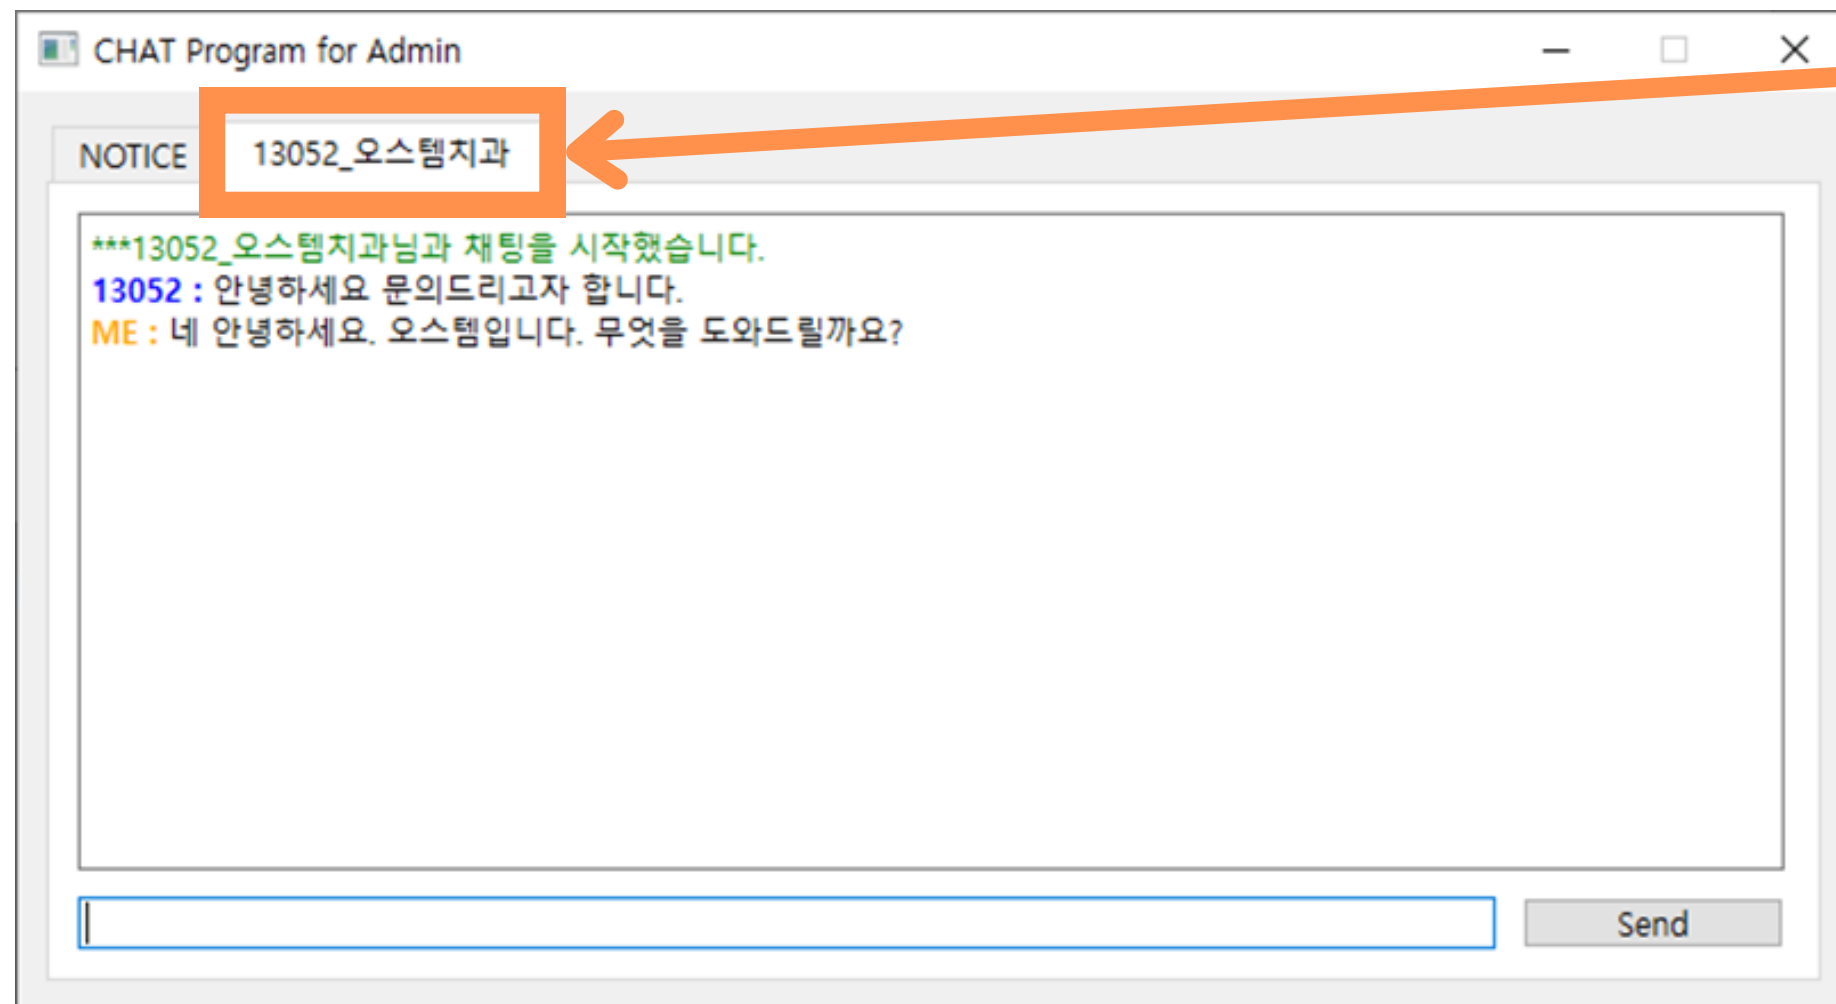 CHAT Program for Admin
NOTICE
13052_오스템치과
***13052_오스템치과님과 채팅을 시작했습니다.
13052 : 안녕하세요 문의드리고자 합니다.
ME : 네 안녕하세요. 오스템입니다. 무엇을 도와드릴까요?
Send